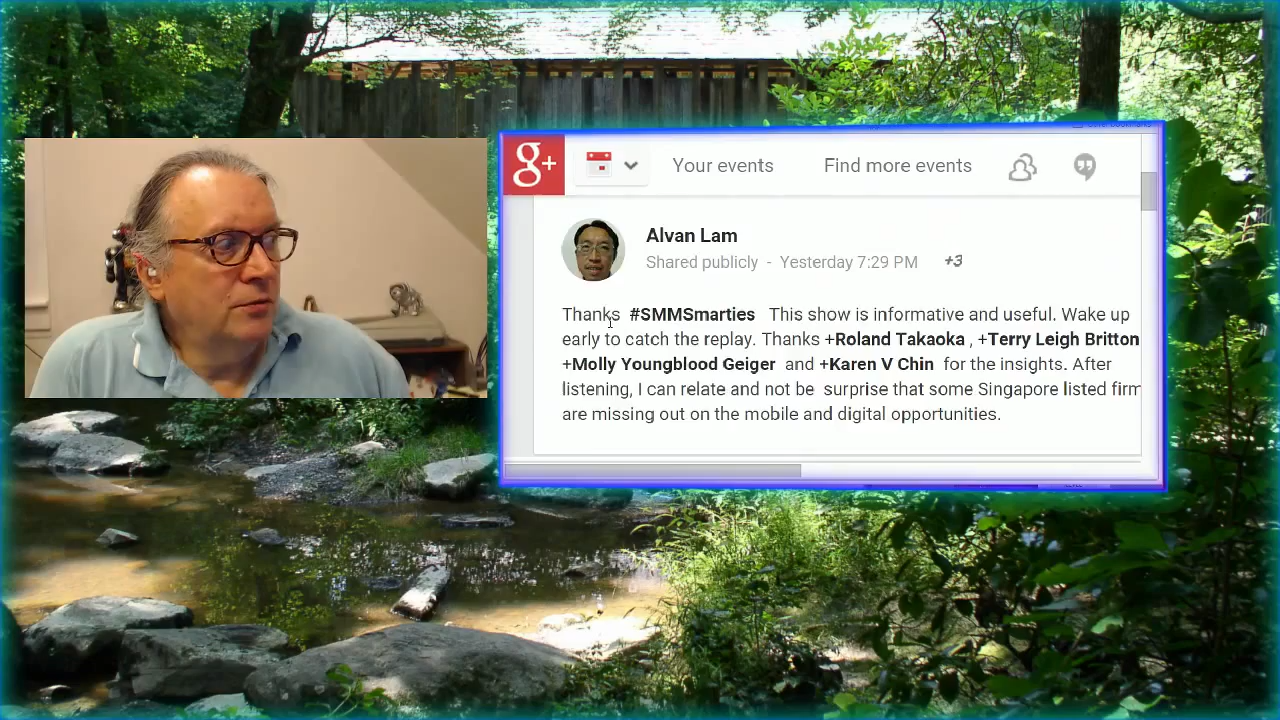 g+
Your events
Find more events
Alvan Lam
Shared publicly - Yesterday 7:29 PM
+3
Thanks #SMMSmarties This show is informative and useful. Wake up
early to catch the replay. Thanks +Roland Takaoka , +Terry Leigh Britton
+Molly Youngblood Geiger and +Karen V Chin for the insights. After
listening, I can relate and not be surprise that some Singapore listed firm
are missing out on the mobile and digital opportunities.